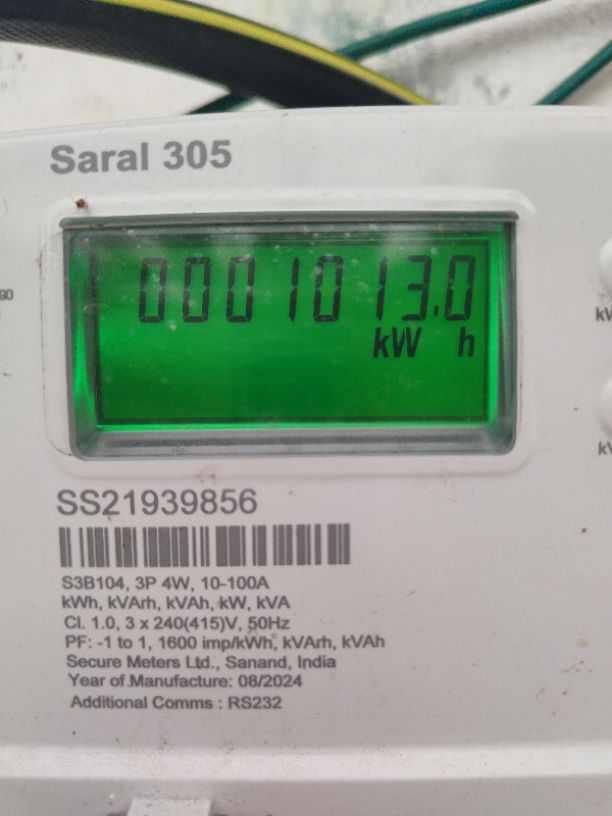 Saral 305
0001013.0
kW h
SS21939856
S3B104, 3P 4W, 10-100A
kWh, kVArh, kVAh, kW, kVA
Cl. 1.0, 3 x 240(415)V, 50Hz
PF: -1 to 1, 1600 imp/kWh, kVArh, kVAh
Secure Meters Ltd., Sanand, India
Year of Manufacture: 08/2024
Additional Comms : RS232